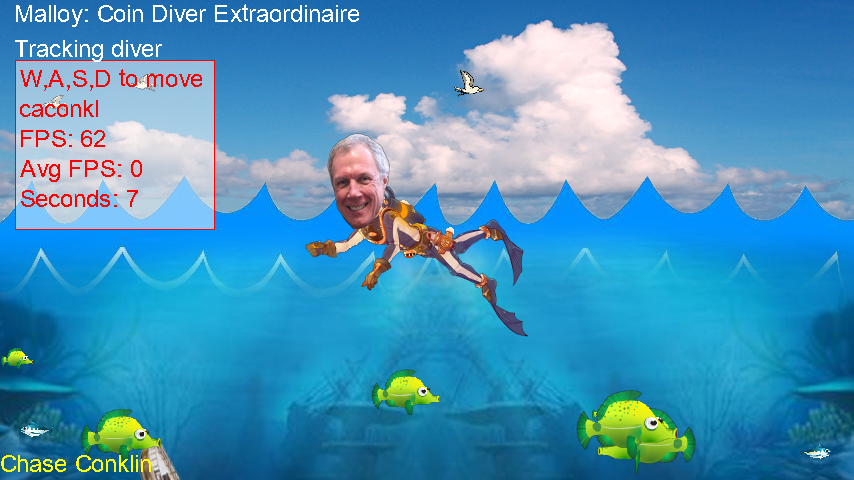 Malloy: Coin Diver Extraordinaire
Tracking diver
W,A,S,D to move
caconkl
FPS: 62
Avg FPS: 0
Seconds: 7
Chase Conklin